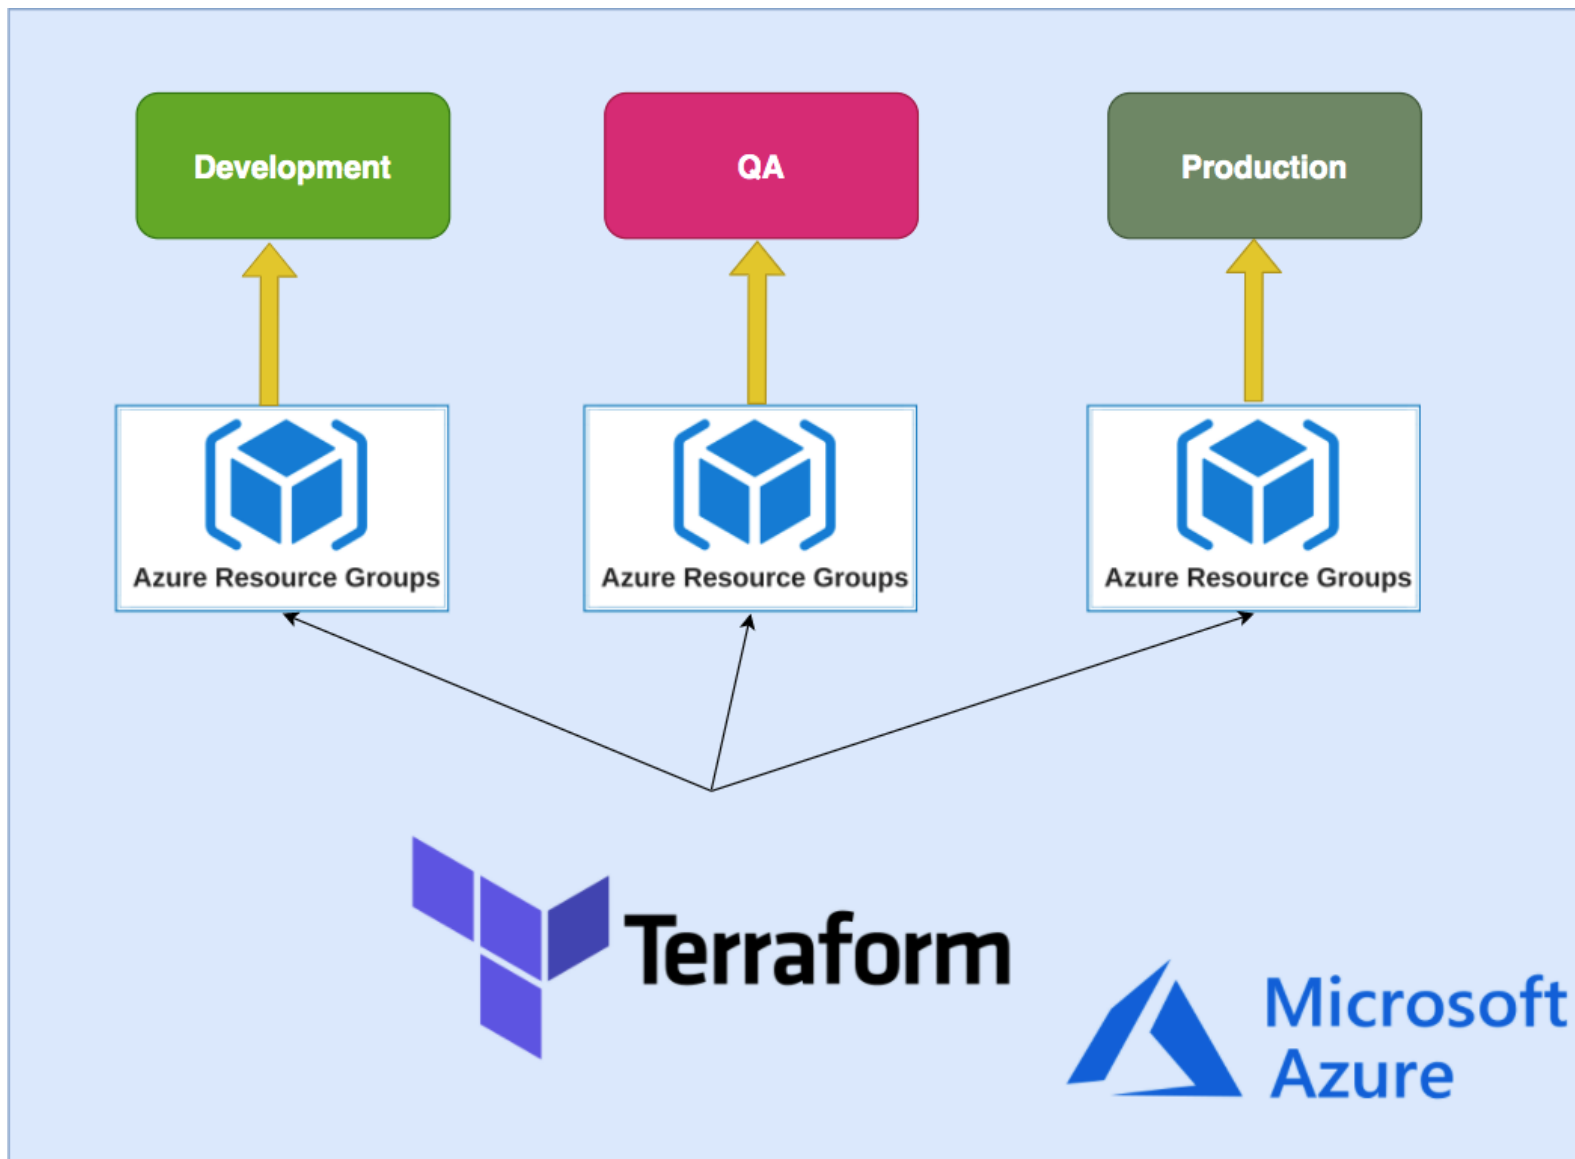 Development
QA
Production
Azure Resource Groups
Azure Resource Groups
Azure Resource Groups
Terraform
Microsoft
Azure